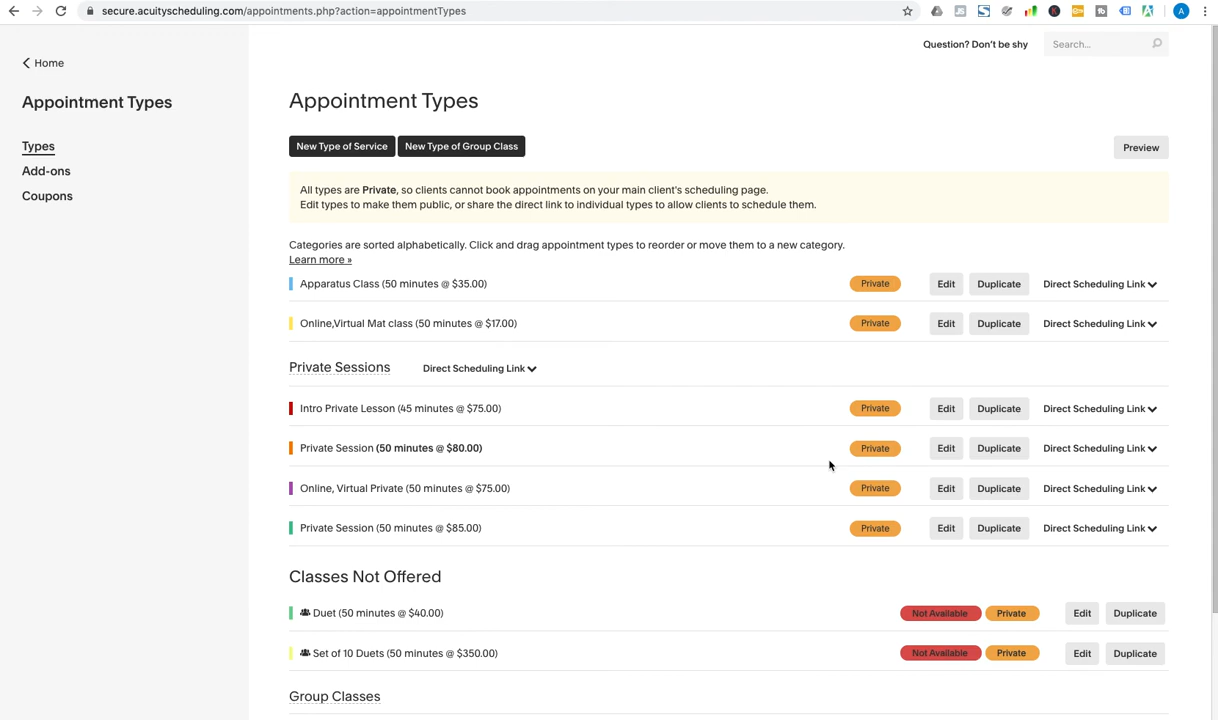 secure.acuityscheduling.com/appointments.php?action=appointmentTypes
A
Question? Don't be shy
Search...
Home
Appointment Types
Types
Add-ons
Coupons
Appointment Types
New Type of Service
New Type of Group Class
Preview
All types are Private, so clients cannot book appointments on your main client's scheduling page.
Edit types to make them public, or share the direct link to individual types to allow clients to schedule them.
Categories are sorted alphabetically. Click and drag appointment types to reorder or move them to a new category.
Learn more »
Apparatus Class (50 minutes @ $35.00) Private Edit Duplicate Direct Scheduling Link
Online,Virtual Mat class (50 minutes @ $17.00) Private Edit Duplicate Direct Scheduling Link
Private Sessions Direct Scheduling Link
Intro Private Lesson (45 minutes @ $75.00) Private Edit Duplicate Direct Scheduling Link
Private Session (50 minutes @ $80.00) Private Edit Duplicate Direct Scheduling Link
Online, Virtual Private (50 minutes @ $75.00) Private Edit Duplicate Direct Scheduling Link
Private Session (50 minutes @ $85.00) Private Edit Duplicate Direct Scheduling Link
Classes Not Offered
Duet (50 minutes @ $40.00) Not Available Private Edit Duplicate
Set of 10 Duets (50 minutes @ $350.00) Not Available Private Edit Duplicate
Group Classes